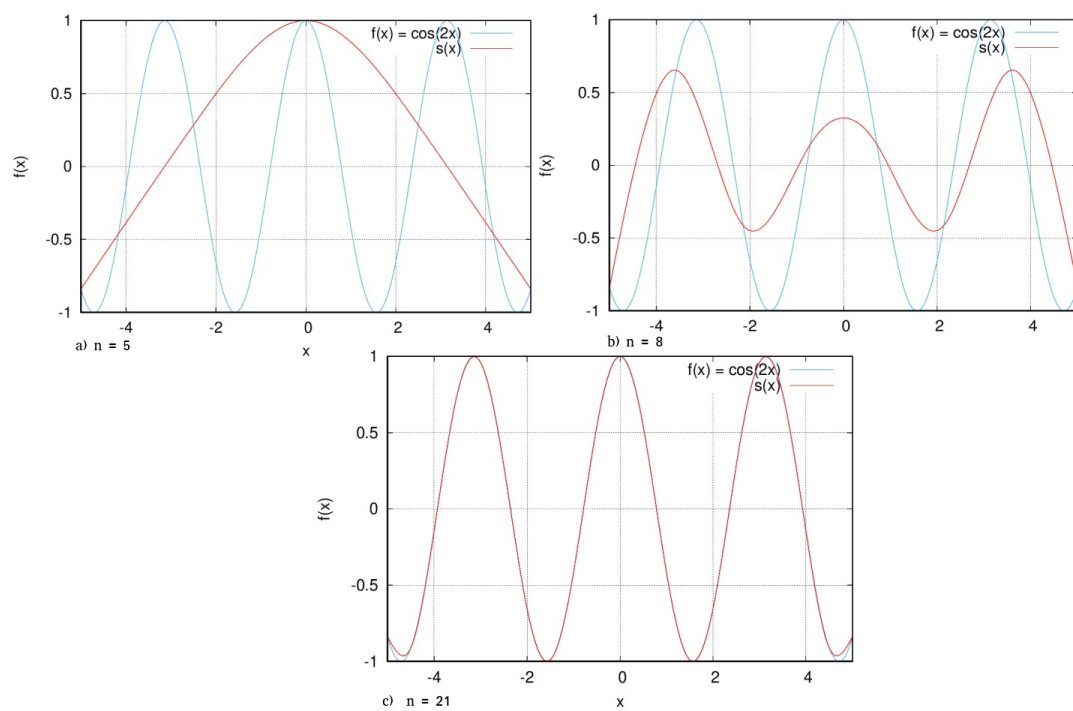 f(x) = cos(2x)
s(x)
1
0.5
0
-0.5
-1
f(x)
-4
-2
0
2
4
x
a) n = 5
f(x) = cos(2x)
s(x)
1
0.5
0
-0.5
-1
f(x)
-4
-2
0
2
4
b) n = 8
f(x) = cos(2x)
s(x)
1
0.5
0
-0.5
-1
f(x)
-4
-2
0
2
4
x
c) n = 21